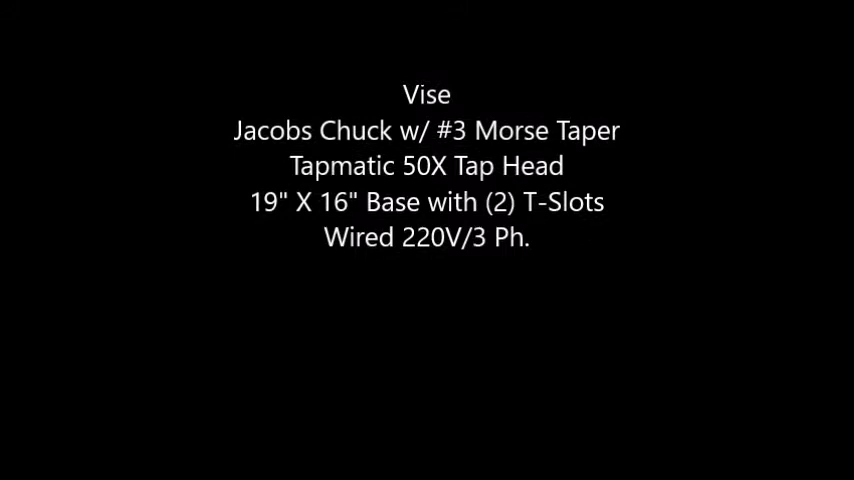 Vise
Jacobs Chuck w/ #3 Morse Taper
Tapmatic 50X Tap Head
19" X 16" Base with (2) T-Slots
Wired 220V/3 Ph.